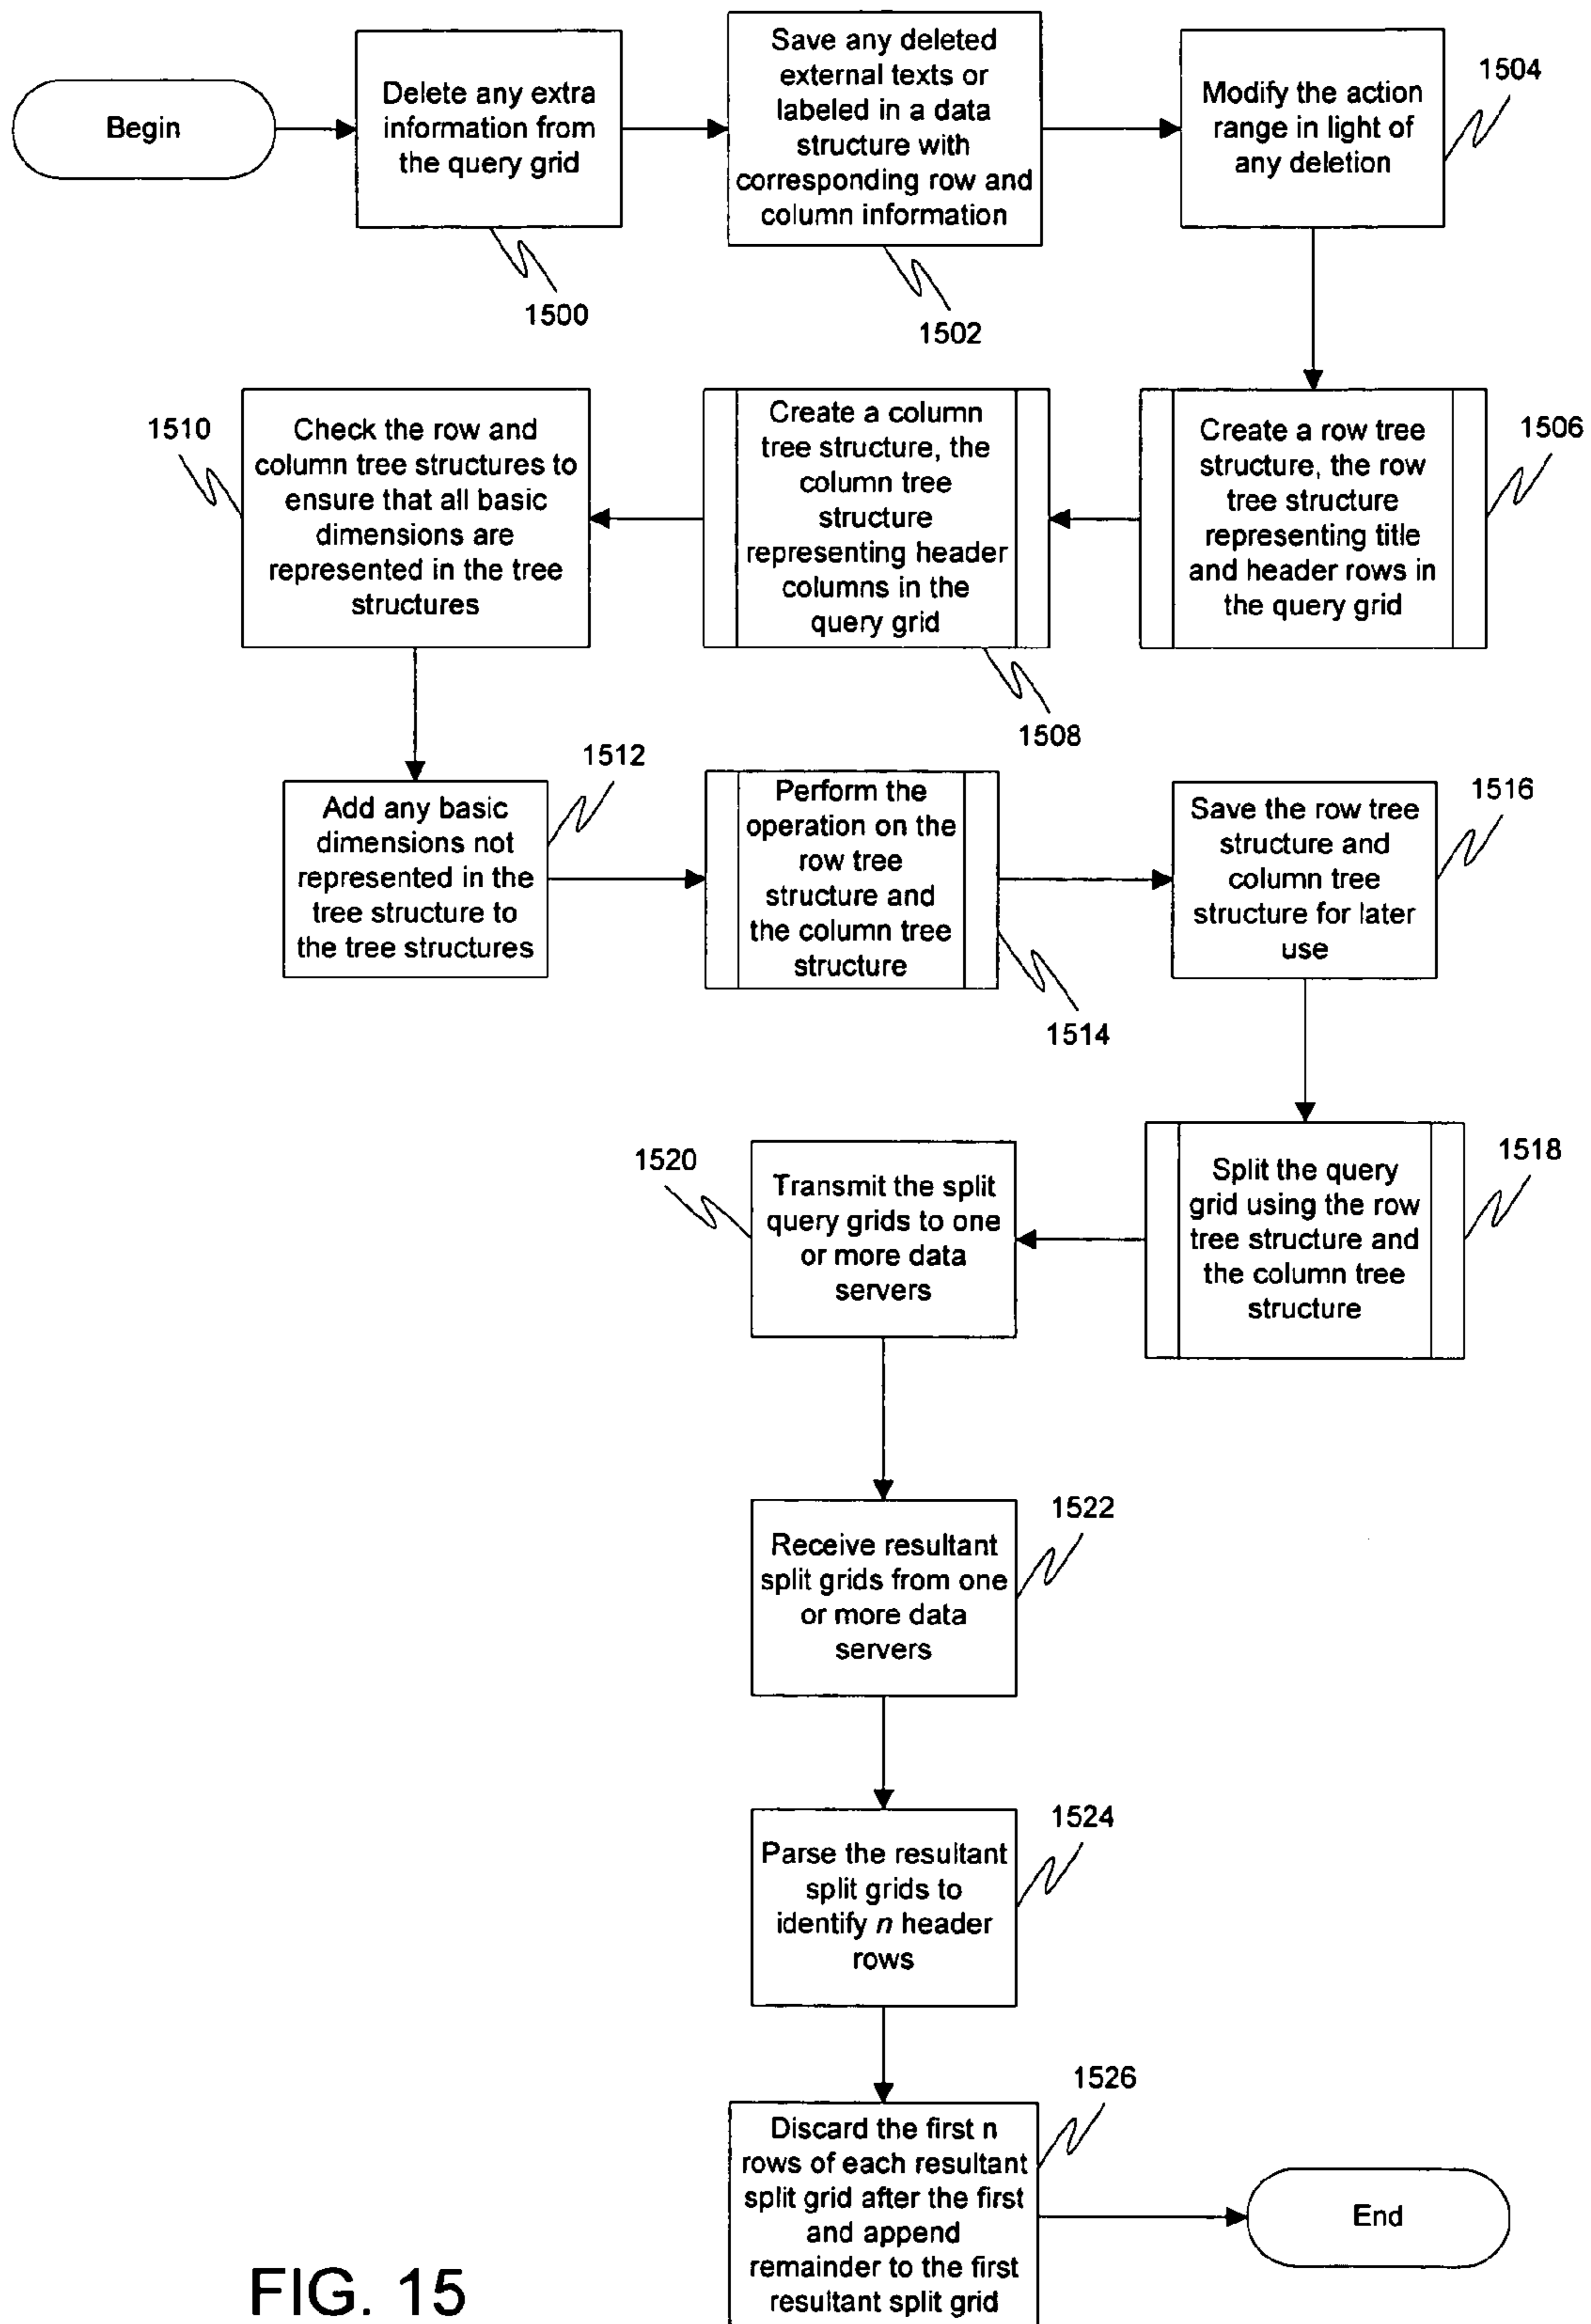 Begin
Delete any extra
information from
the query grid
1500
Save any deleted
external texts or
labeled in a data
structure with
corresponding row and
column information
1502
Modify the action
range in light of
any deletion
1504
Create a row tree
structure, the row
tree structure
representing title
and header rows in
the query grid
1506
Create a column
tree structure, the
column tree
structure
representing header
columns in the
query grid
1508
Check the row and
column tree structures to
ensure that all basic
dimensions are
represented in the tree
structures
1510
Add any basic
dimensions not
represented in the
tree structure to
the tree structures
1512
Perform the
operation on the
row tree
structure and
the column tree
structure
1514
Save the row tree
structure and
column tree
structure for later
use
1516
Split the query
grid using the row
tree structure and
the column tree
structure
1518
Transmit the split
query grids to one
or more data
servers
1520
Receive resultant
split grids from one
or more data
servers
1522
Parse the resultant
split grids to
identify n header
rows
1524
Discard the first n
rows of each resultant
split grid after the first
and append
remainder to the first
resultant split grid
1526
End
FIG. 15